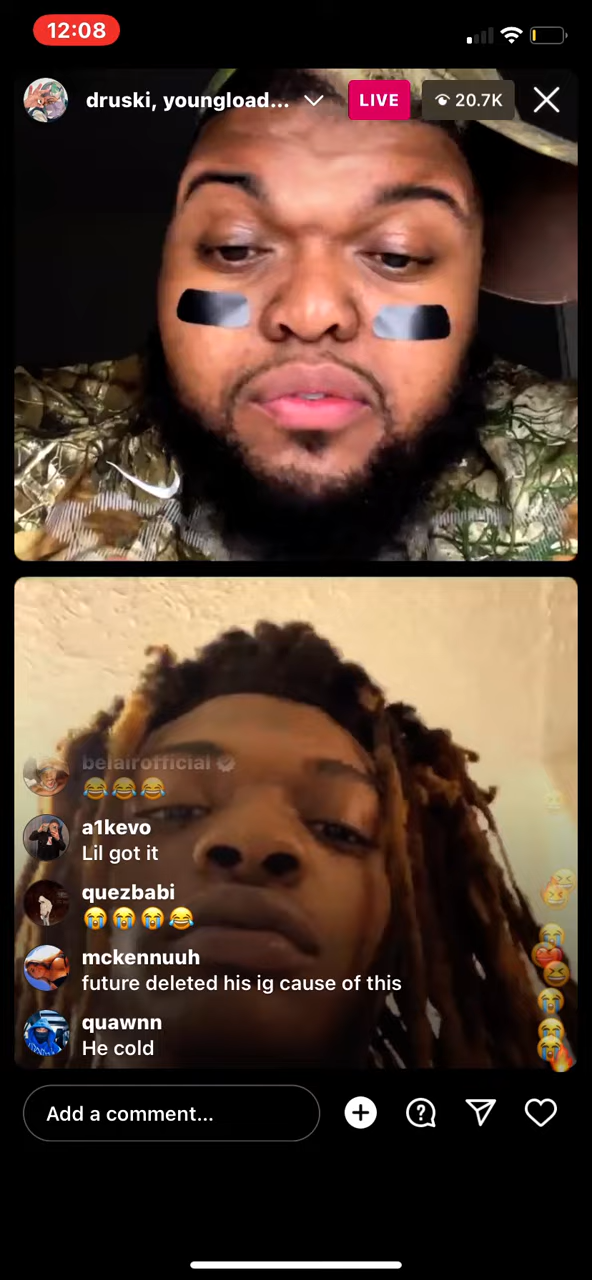 12:08
druski, youngload...
LIVE
20.7K
belairofficial
😂😂😂
a1kevo
Lil got it
quezbabi
😭😭😭😂
mckennuuh
future deleted his ig cause of this
quawnn
He cold
Add a comment...